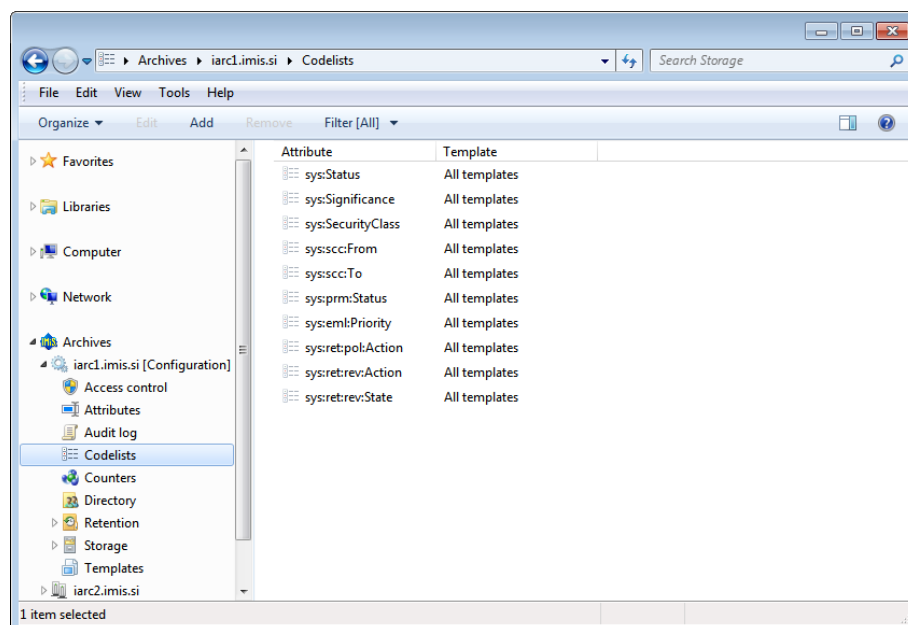 Archives iarc1.imis.si Codelists Search Storage
File Edit View Tools Help
Organize Edit Add Remove Filter [All]
Favorites
Libraries
Computer
Network
Archives
iarc1.imis.si [Configuration]
Access control
Attributes
Audit log
Codelists
Counters
Directory
Retention
Storage
Templates
iarc2.imis.si
Attribute Template
sys:Status All templates
sys:Significance All templates
sys:SecurityClass All templates
sys:scc:From All templates
sys:scc:To All templates
sys:prm:Status All templates
sys:eml:Priority All templates
sys:ret:pol:Action All templates
sys:ret:rev:Action All templates
sys:ret:rev:State All templates
1 item selected